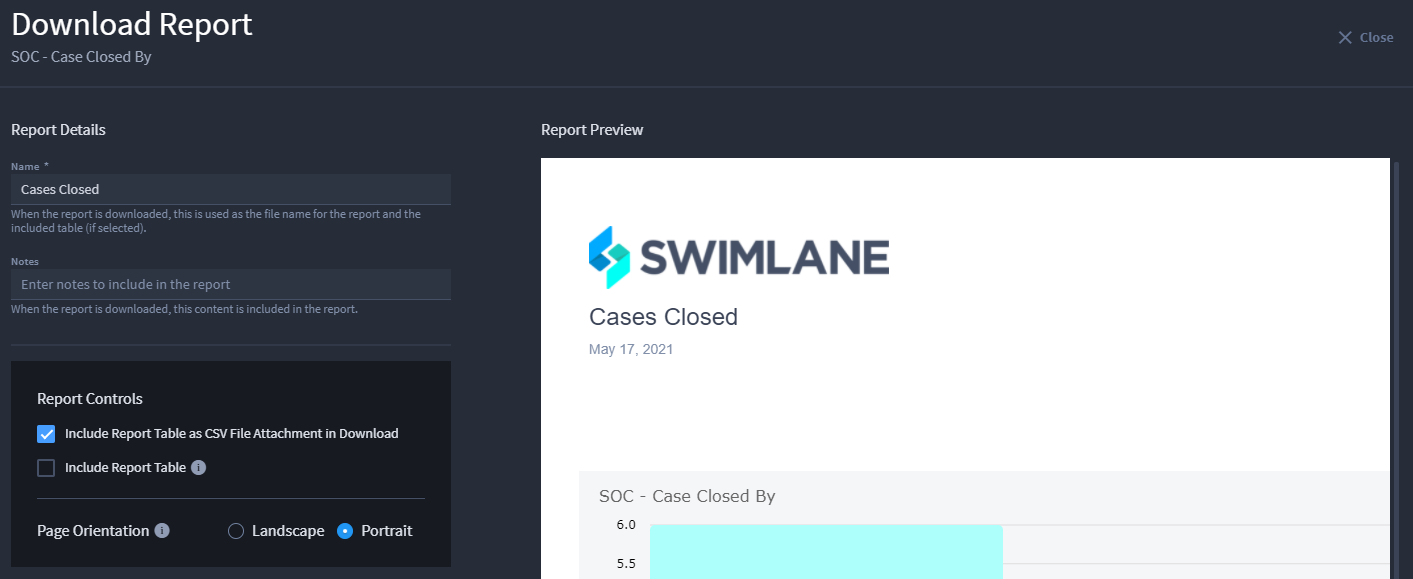 Download Report
SOC - Case Closed By
Close
Report Details
Name *
Cases Closed
When the report is downloaded, this is used as the file name for the report and the
included table (if selected).
Notes
Enter notes to include in the report
When the report is downloaded, this content is included in the report.
Report Controls
Include Report Table as CSV File Attachment in Download
Include Report Table
Page Orientation
Landscape
Portrait
Report Preview
SWIMLANE
Cases Closed
May 17, 2021
SOC - Case Closed By
6.0
5.5